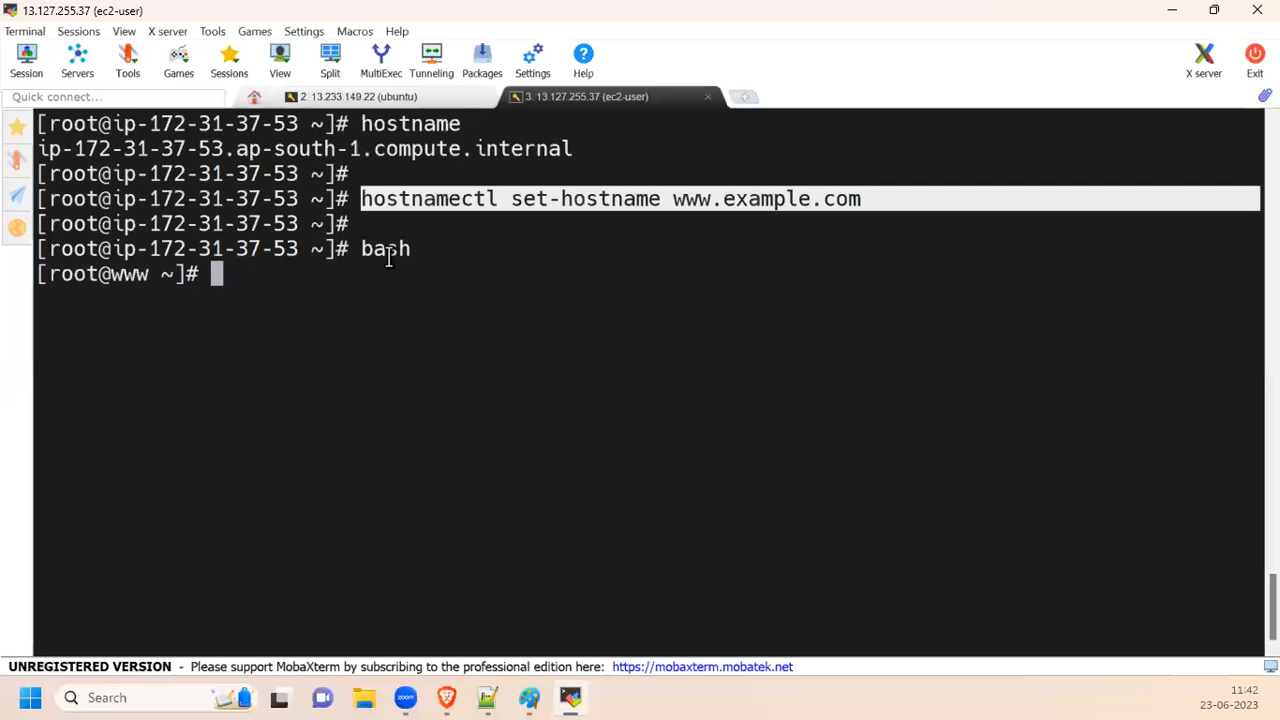 13.127.255.37 (ec2-user)
Terminal Sessions View X server Tools Games Settings Macros Help
Session Servers Tools Games Sessions View Split MultiExec Tunneling Packages Settings Help X server Exit
Quick connect... 2. 13.233.149.22 (ubuntu) 3. 13.127.255.37 (ec2-user)
[root@ip-172-31-37-53 ~]# hostname
ip-172-31-37-53.ap-south-1.compute.internal
[root@ip-172-31-37-53 ~]#
[root@ip-172-31-37-53 ~]# hostnamectl set-hostname www.example.com
[root@ip-172-31-37-53 ~]#
[root@ip-172-31-37-53 ~]# bash
[root@www ~]#
UNREGISTERED VERSION - Please support MobaXterm by subscribing to the professional edition here: https://mobaxterm.mobatek.net
Search zoom 11:42
23-06-2023